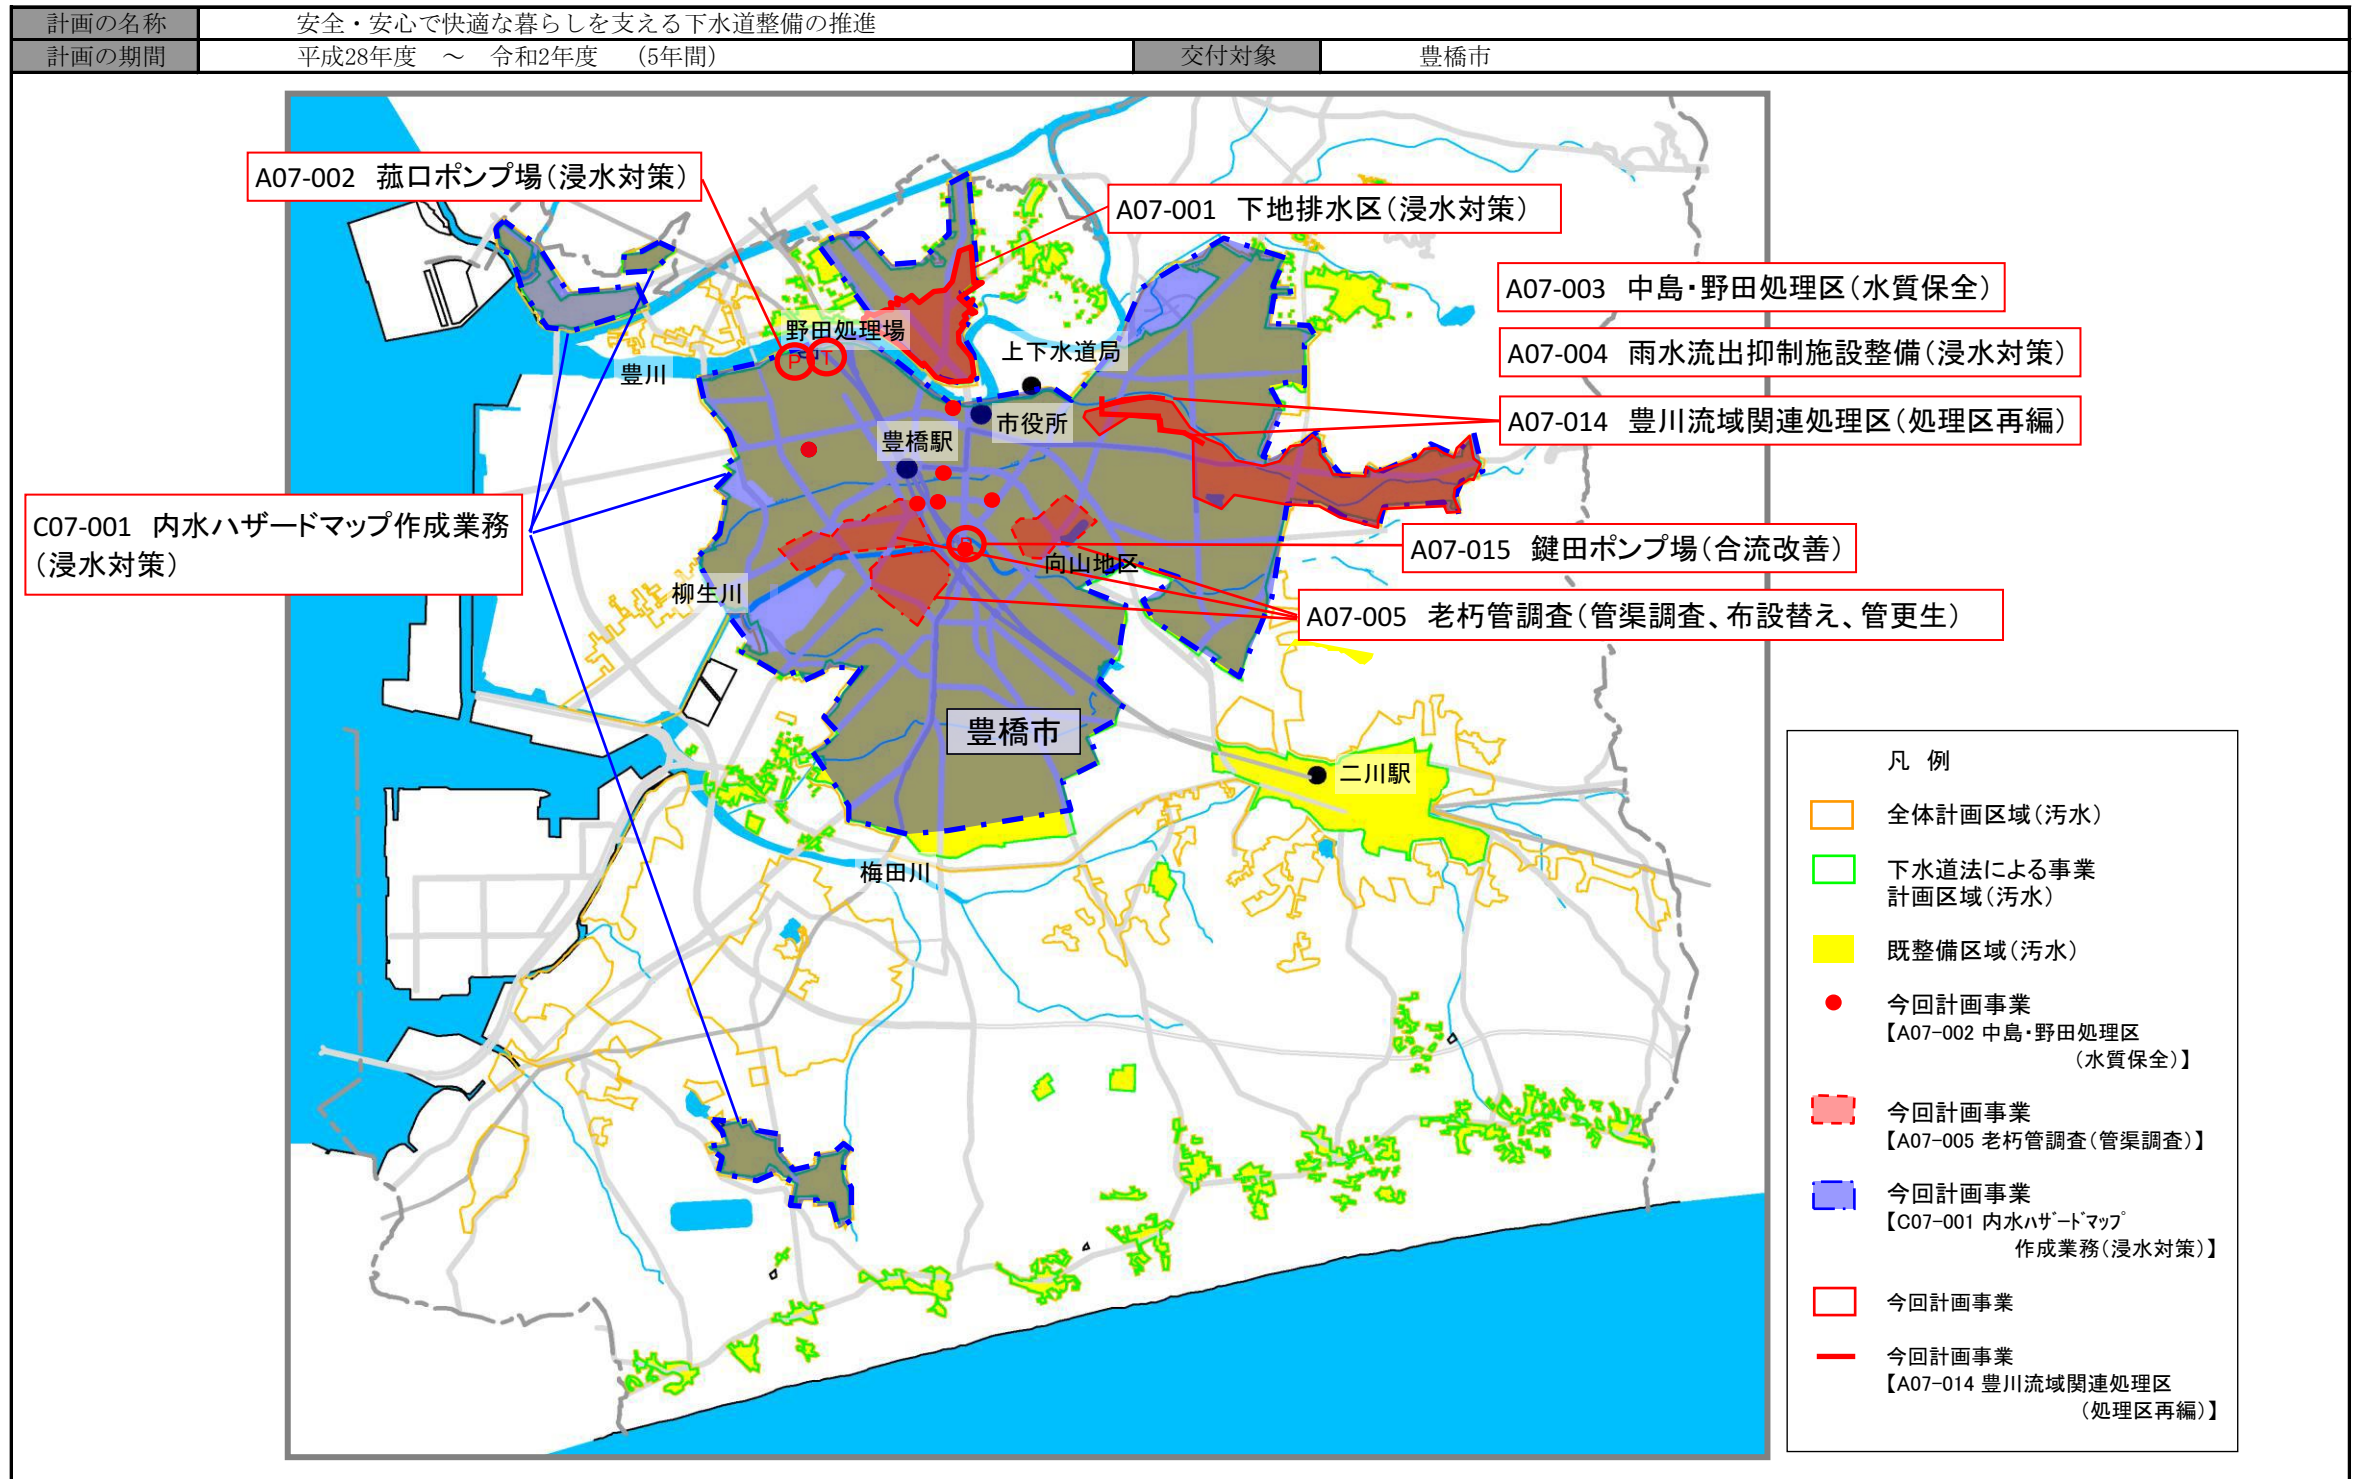 計画の名称 安全・安心で快適な暮らしを支える下水道整備の推進
計画の期間 平成28年度 ～ 令和2年度 (5年間) 交付対象 豊橋市
A07-002 菰口ポンプ場(浸水対策)
A07-001 下地排水区(浸水対策)
A07-003 中島・野田処理区(水質保全)
A07-004 雨水流出抑制施設整備(浸水対策)
A07-014 豊川流域関連処理区(処理区再編)
C07-001 内水ハザードマップ作成業務
(浸水対策)
A07-015 鍵田ポンプ場(合流改善)
A07-005 老朽管調査(管渠調査、布設替え、管更生)
野田処理場
P
T
上下水道局
豊川
市役所
豊橋駅
P
向山地区
柳生川
豊橋市
二川駅
梅田川
凡 例
全体計画区域(汚水)
下水道法による事業
計画区域(汚水)
既整備区域(汚水)
今回計画事業
【A07-002 中島・野田処理区
(水質保全)】
今回計画事業
【A07-005 老朽管調査(管渠調査)】
今回計画事業
【C07-001 内水ﾊｻﾞｰﾄﾞﾏｯﾌﾟ
作成業務(浸水対策)】
今回計画事業
今回計画事業
【A07-014 豊川流域関連処理区
(処理区再編)】